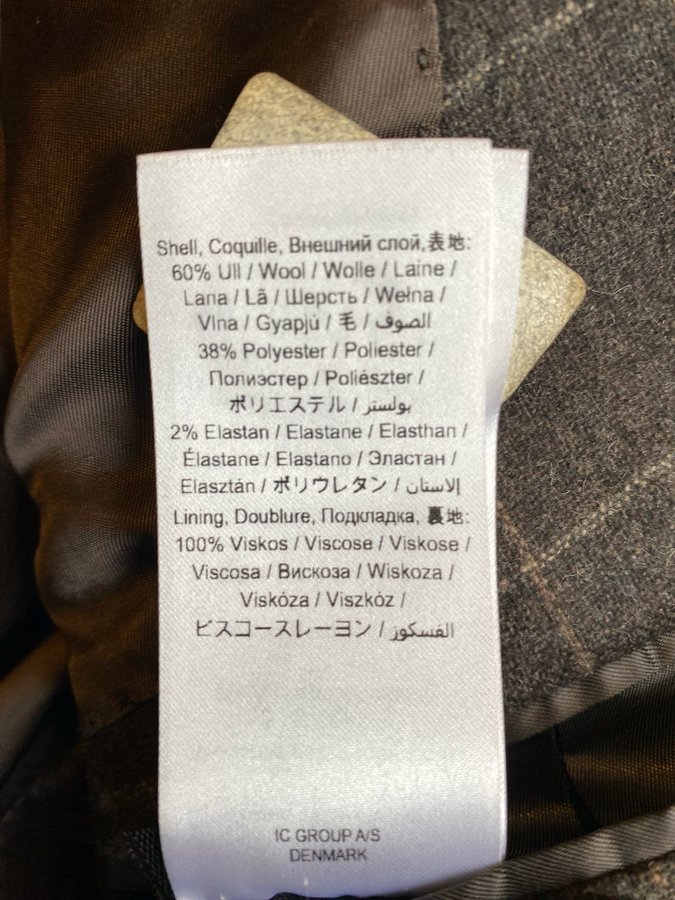 Shell, Coquille, Внешний слой,表地:
60% Ull / Wool / Wolle / Laine /
Lana / Lã / Шерсть / Wełna /
Vlna / Gyapjú / 毛 / الصوف
38% Polyester / Poliester /
Полиэстер / Poliészter /
ポリエステル / بولستر
2% Elastan / Elastane / Elasthan /
Élastane / Elastano / Эластан /
Elasztán / ポリウレタン / الاستان
Lining, Doublure, Подкладка, 裏地:
100% Viskos / Viscose / Viskose /
Viscosa / Вискоза / Wiskoza /
Viskóza / Viszkóz /
ビスコースレーヨン / الفسكوز
IC GROUP A/S
DENMARK